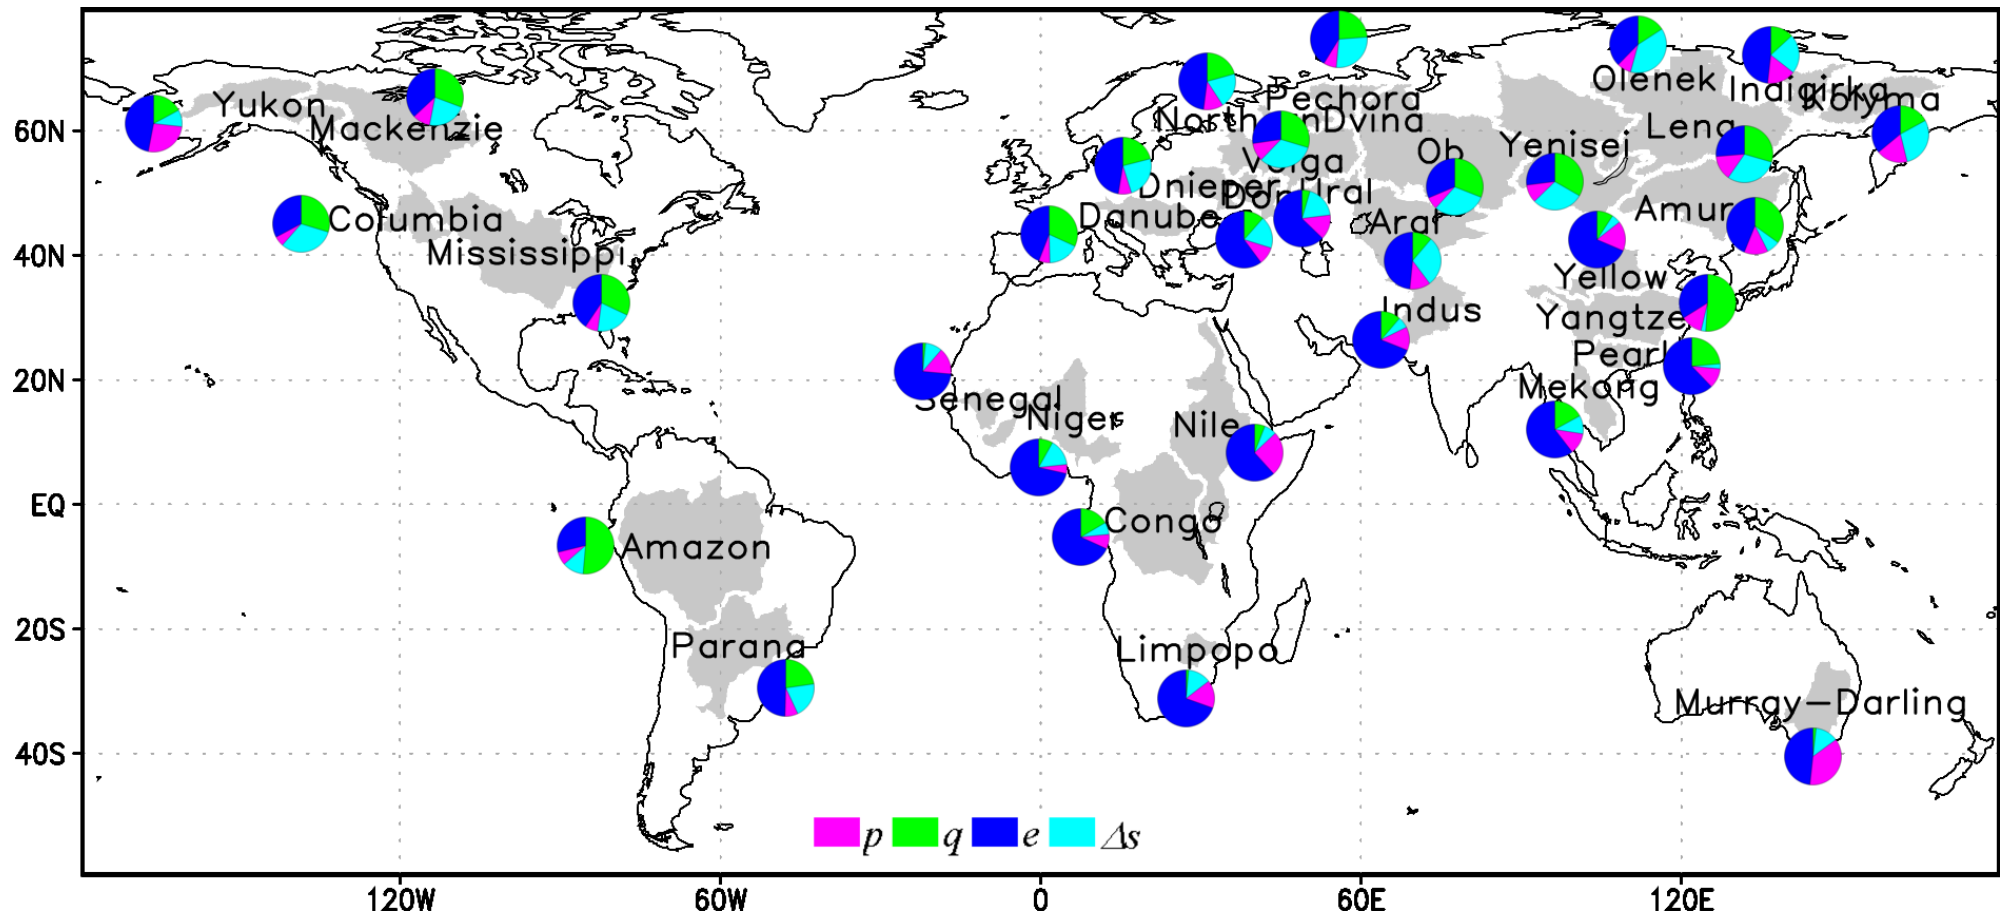 Olenek
Indigirka
Kolyma
Yukon
Mackenzie
Pechora
NorthernDvina
60N
Lena
Yenisei
Ob
Volga
Dnieper
Don
Ural
Columbia
Danube
Aral
Amur
Mississippi
40N
Yellow
Indus
Yangtze
Pearl
20N
Mekong
Senegal
Niger
Nile
EQ
Congo
Amazon
20S
Parana
Limpopo
Murray–Darling
40S
p q e Δs
120W 60W 0 60E 120E